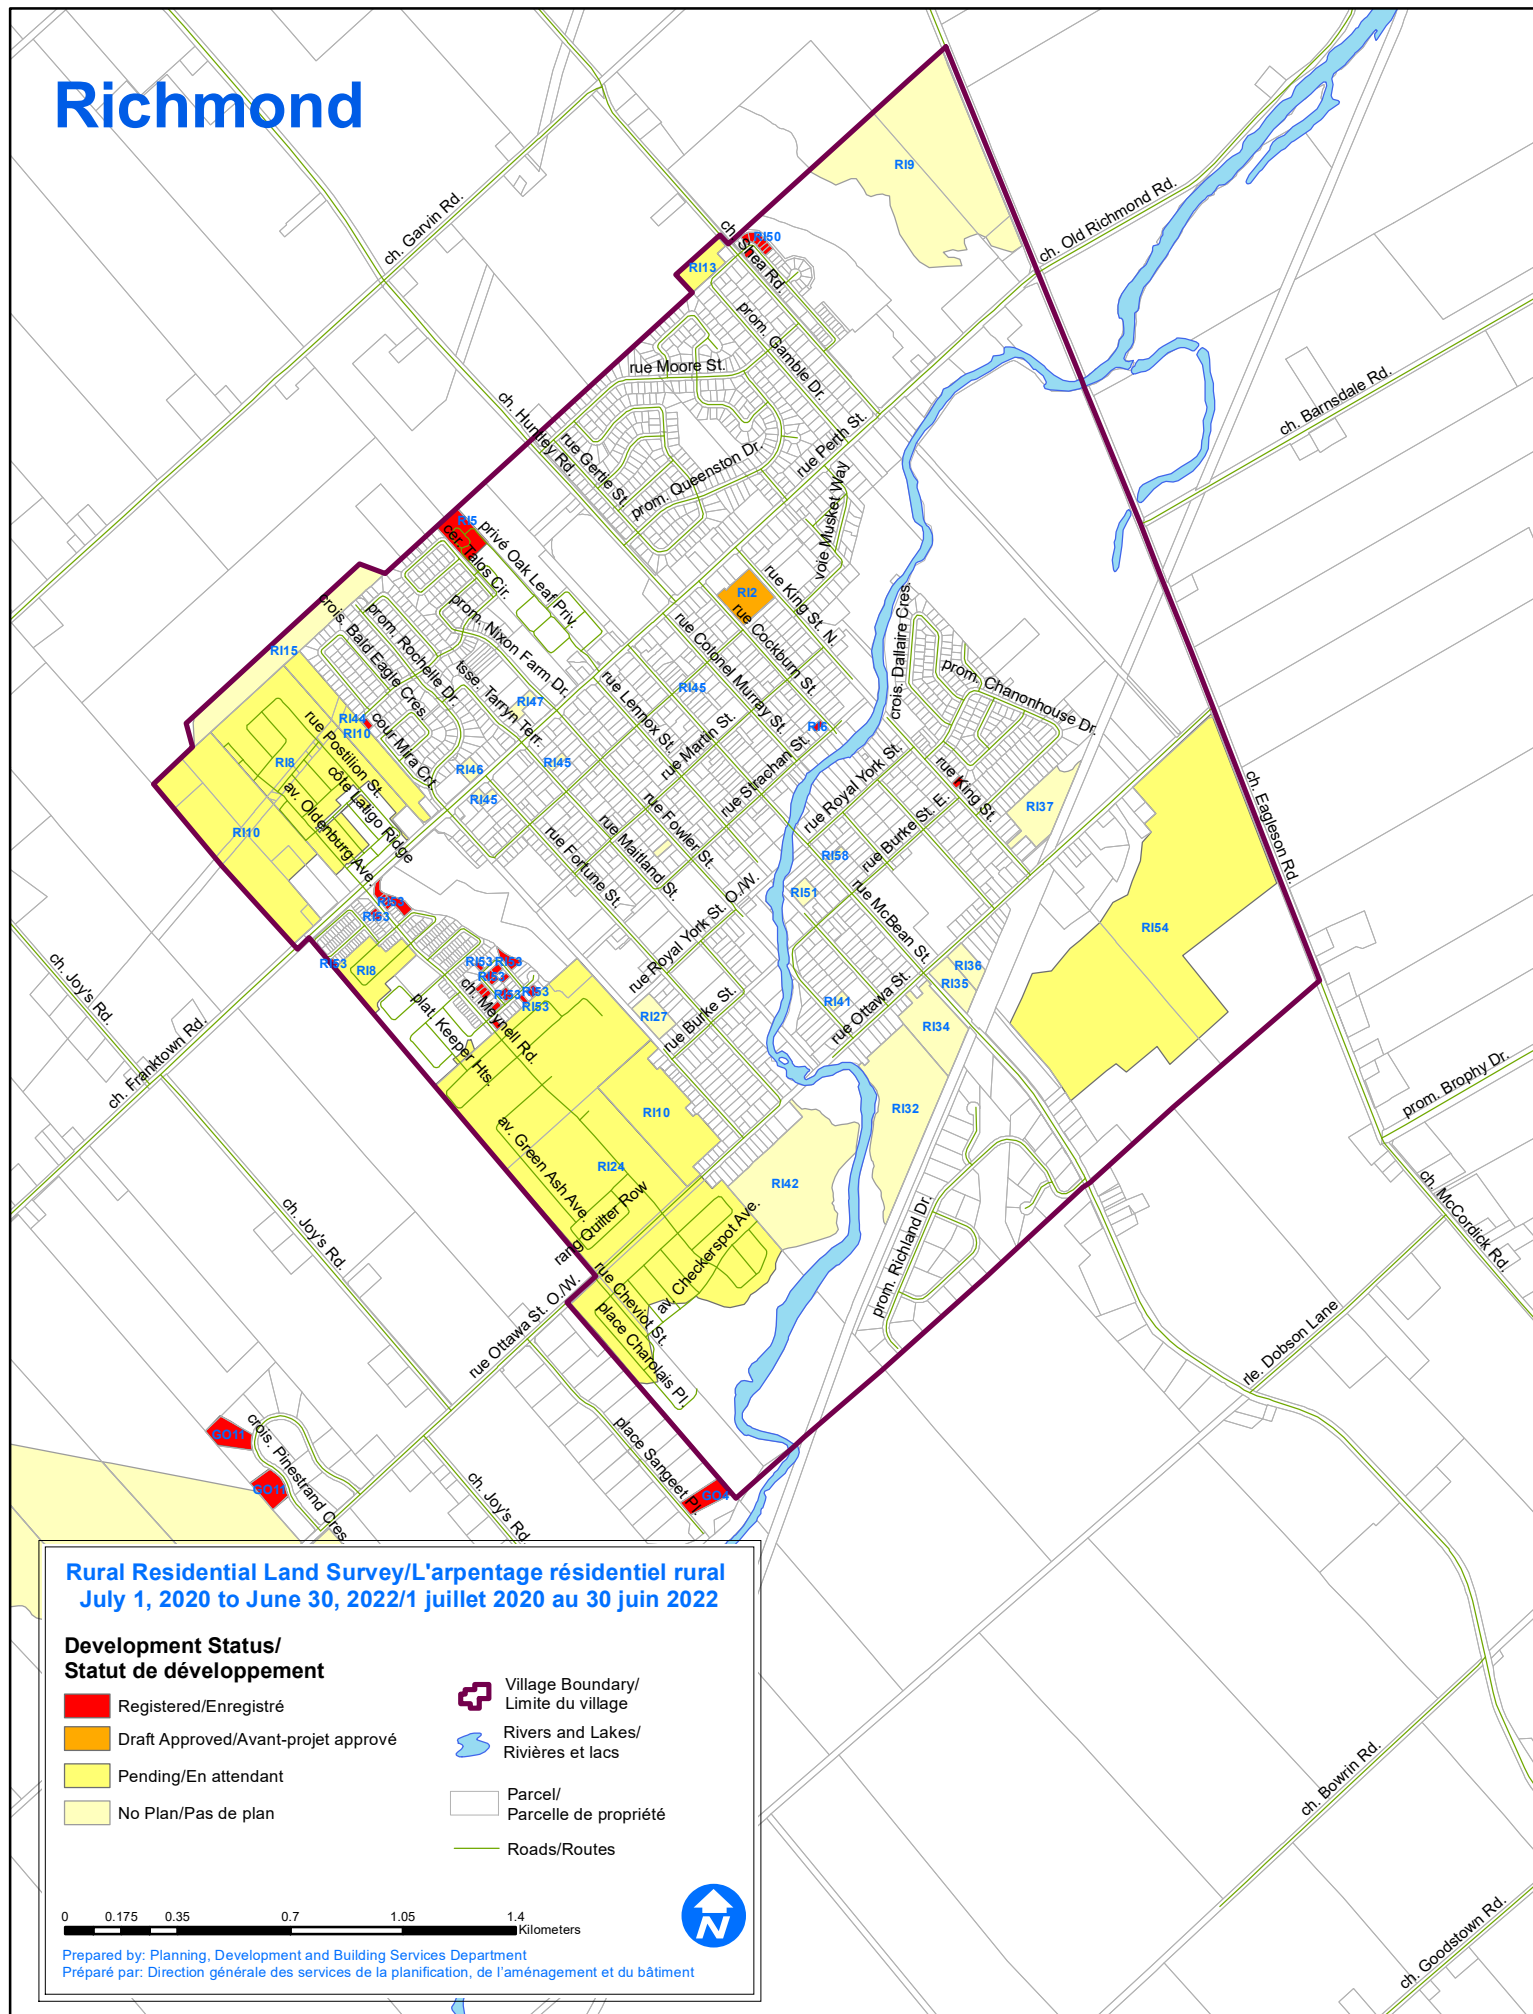 Richmond
RI9
ch. Garvin Rd.
ch. Old Richmond Rd.
ch. Shea Rd.
RI50
RI13
prom. Gamble Dr.
rue Moore St.
ch. Barnsdale Rd.
ch. Huntley Rd.
rue Gertie St.
prom. Queenston Dr.
rue Perth St.
voie Musket Way
RI5
privé Oak Leaf Priv.
cer. Talos Cir.
rue King St. N.
RI2
rue Cockburn St.
crois. Dallaire Cres.
crois. Bald Eagle Cres.
prom. Rochelle Dr.
prom. Nixon Farm Dr.
tsse. Tarryn Terr.
rue Colonel Murray St.
prom. Chanonhouse Dr.
RI15
RI47
rue Lennox St.
RI45
RI44
RI10
cour Mira Crt.
rue Martin St.
RI6
rue Strachan St.
rue Postilion St.
RI8
côte Latigo Ridge
RI46
RI45
RI45
rue Royal York St.
rue King St.
ch. Eagleson Rd.
av. Oldenburg Ave.
RI10
rue Fowler St.
rue Maitland St.
rue Fortune St.
rue Burke St. E.
RI37
RI58
RI51
rue McBean St.
RI53
RI53
RI53
RI8
rue Royal York St. O./W.
RI54
RI53
RI53
RI53
RI53
RI53
RI53
ch. Meynell Rd.
plat. Keeper Hts.
RI36
RI35
RI41
rue Ottawa St.
RI34
RI27
rue Burke St.
ch. Joy's Rd.
ch. Franktown Rd.
prom. Brophy Dr.
RI32
RI10
RI24
av. Green Ash Ave.
RI42
rang Quilter Row
av. Checkerspot Ave.
prom. Richland Dr.
ch. McCordick Rd.
ch. Joy's Rd.
rue Cheviot St.
place Charolais Pl.
rue Ottawa St. O./W.
rle. Dobson Lane
GO11
crois. Pinestrand Cres.
GO11
place Sangeet Pl.
GO4
ch. Joy's Rd.
ch. Bowrin Rd.
ch. Goodstown Rd.
Rural Residential Land Survey/L'arpentage résidentiel rural
July 1, 2020 to June 30, 2022/1 juillet 2020 au 30 juin 2022
Development Status/
Statut de développement
Registered/Enregistré
Draft Approved/Avant-projet apprové
Pending/En attendant
No Plan/Pas de plan
Village Boundary/
Limite du village
Rivers and Lakes/
Rivières et lacs
Parcel/
Parcelle de propriété
Roads/Routes
N
0 0.175 0.35 0.7 1.05 1.4
Kilometers
Prepared by: Planning, Development and Building Services Department
Préparé par: Direction générale des services de la planification, de l'aménagement et du bâtiment